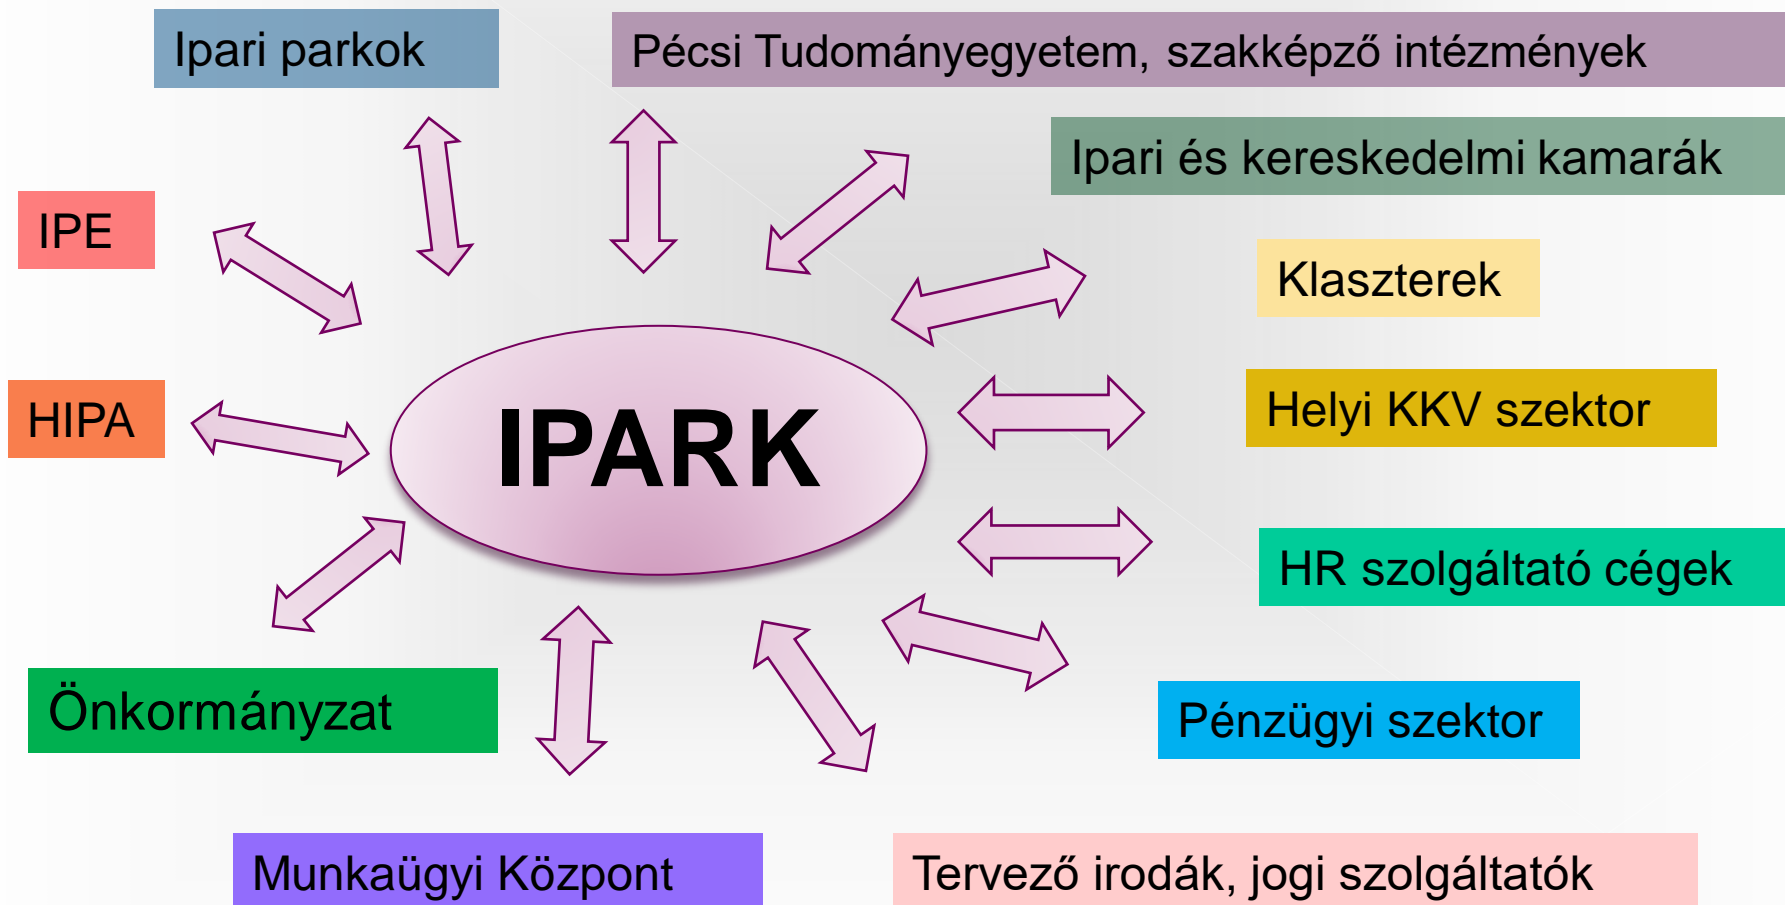 Ipari parkok
Pécsi Tudományegyetem, szakképző intézmények
Ipari és kereskedelmi kamarák
IPE
Klaszterek
HIPA
IPARK
Helyi KKV szektor
HR szolgáltató cégek
Önkormányzat
Pénzügyi szektor
Munkaügyi Központ
Tervező irodák, jogi szolgáltatók